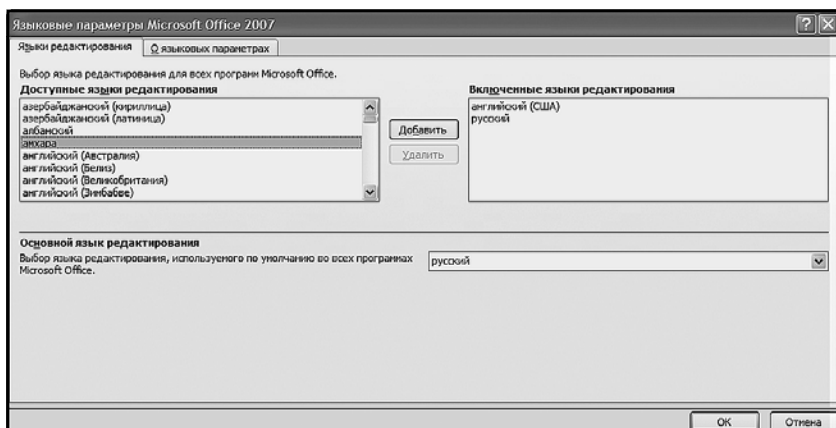 Языковые параметры Microsoft Office 2007
Языки редактирования
О языковых параметрах
Выбор языка редактирования для всех программ Microsoft Office.
Доступные языки редактирования
азербайджанский (кириллица)
азербайджанский (латиница)
албанский
амхара
английский (Австралия)
английский (Белиз)
английский (Великобритания)
английский (Зимбабве)
Добавить
Удалить
Включенные языки редактирования
английский (США)
русский
Основной язык редактирования
Выбор языка редактирования, используемого по умолчанию во всех программах
Microsoft Office.
русский
OK
Отмена